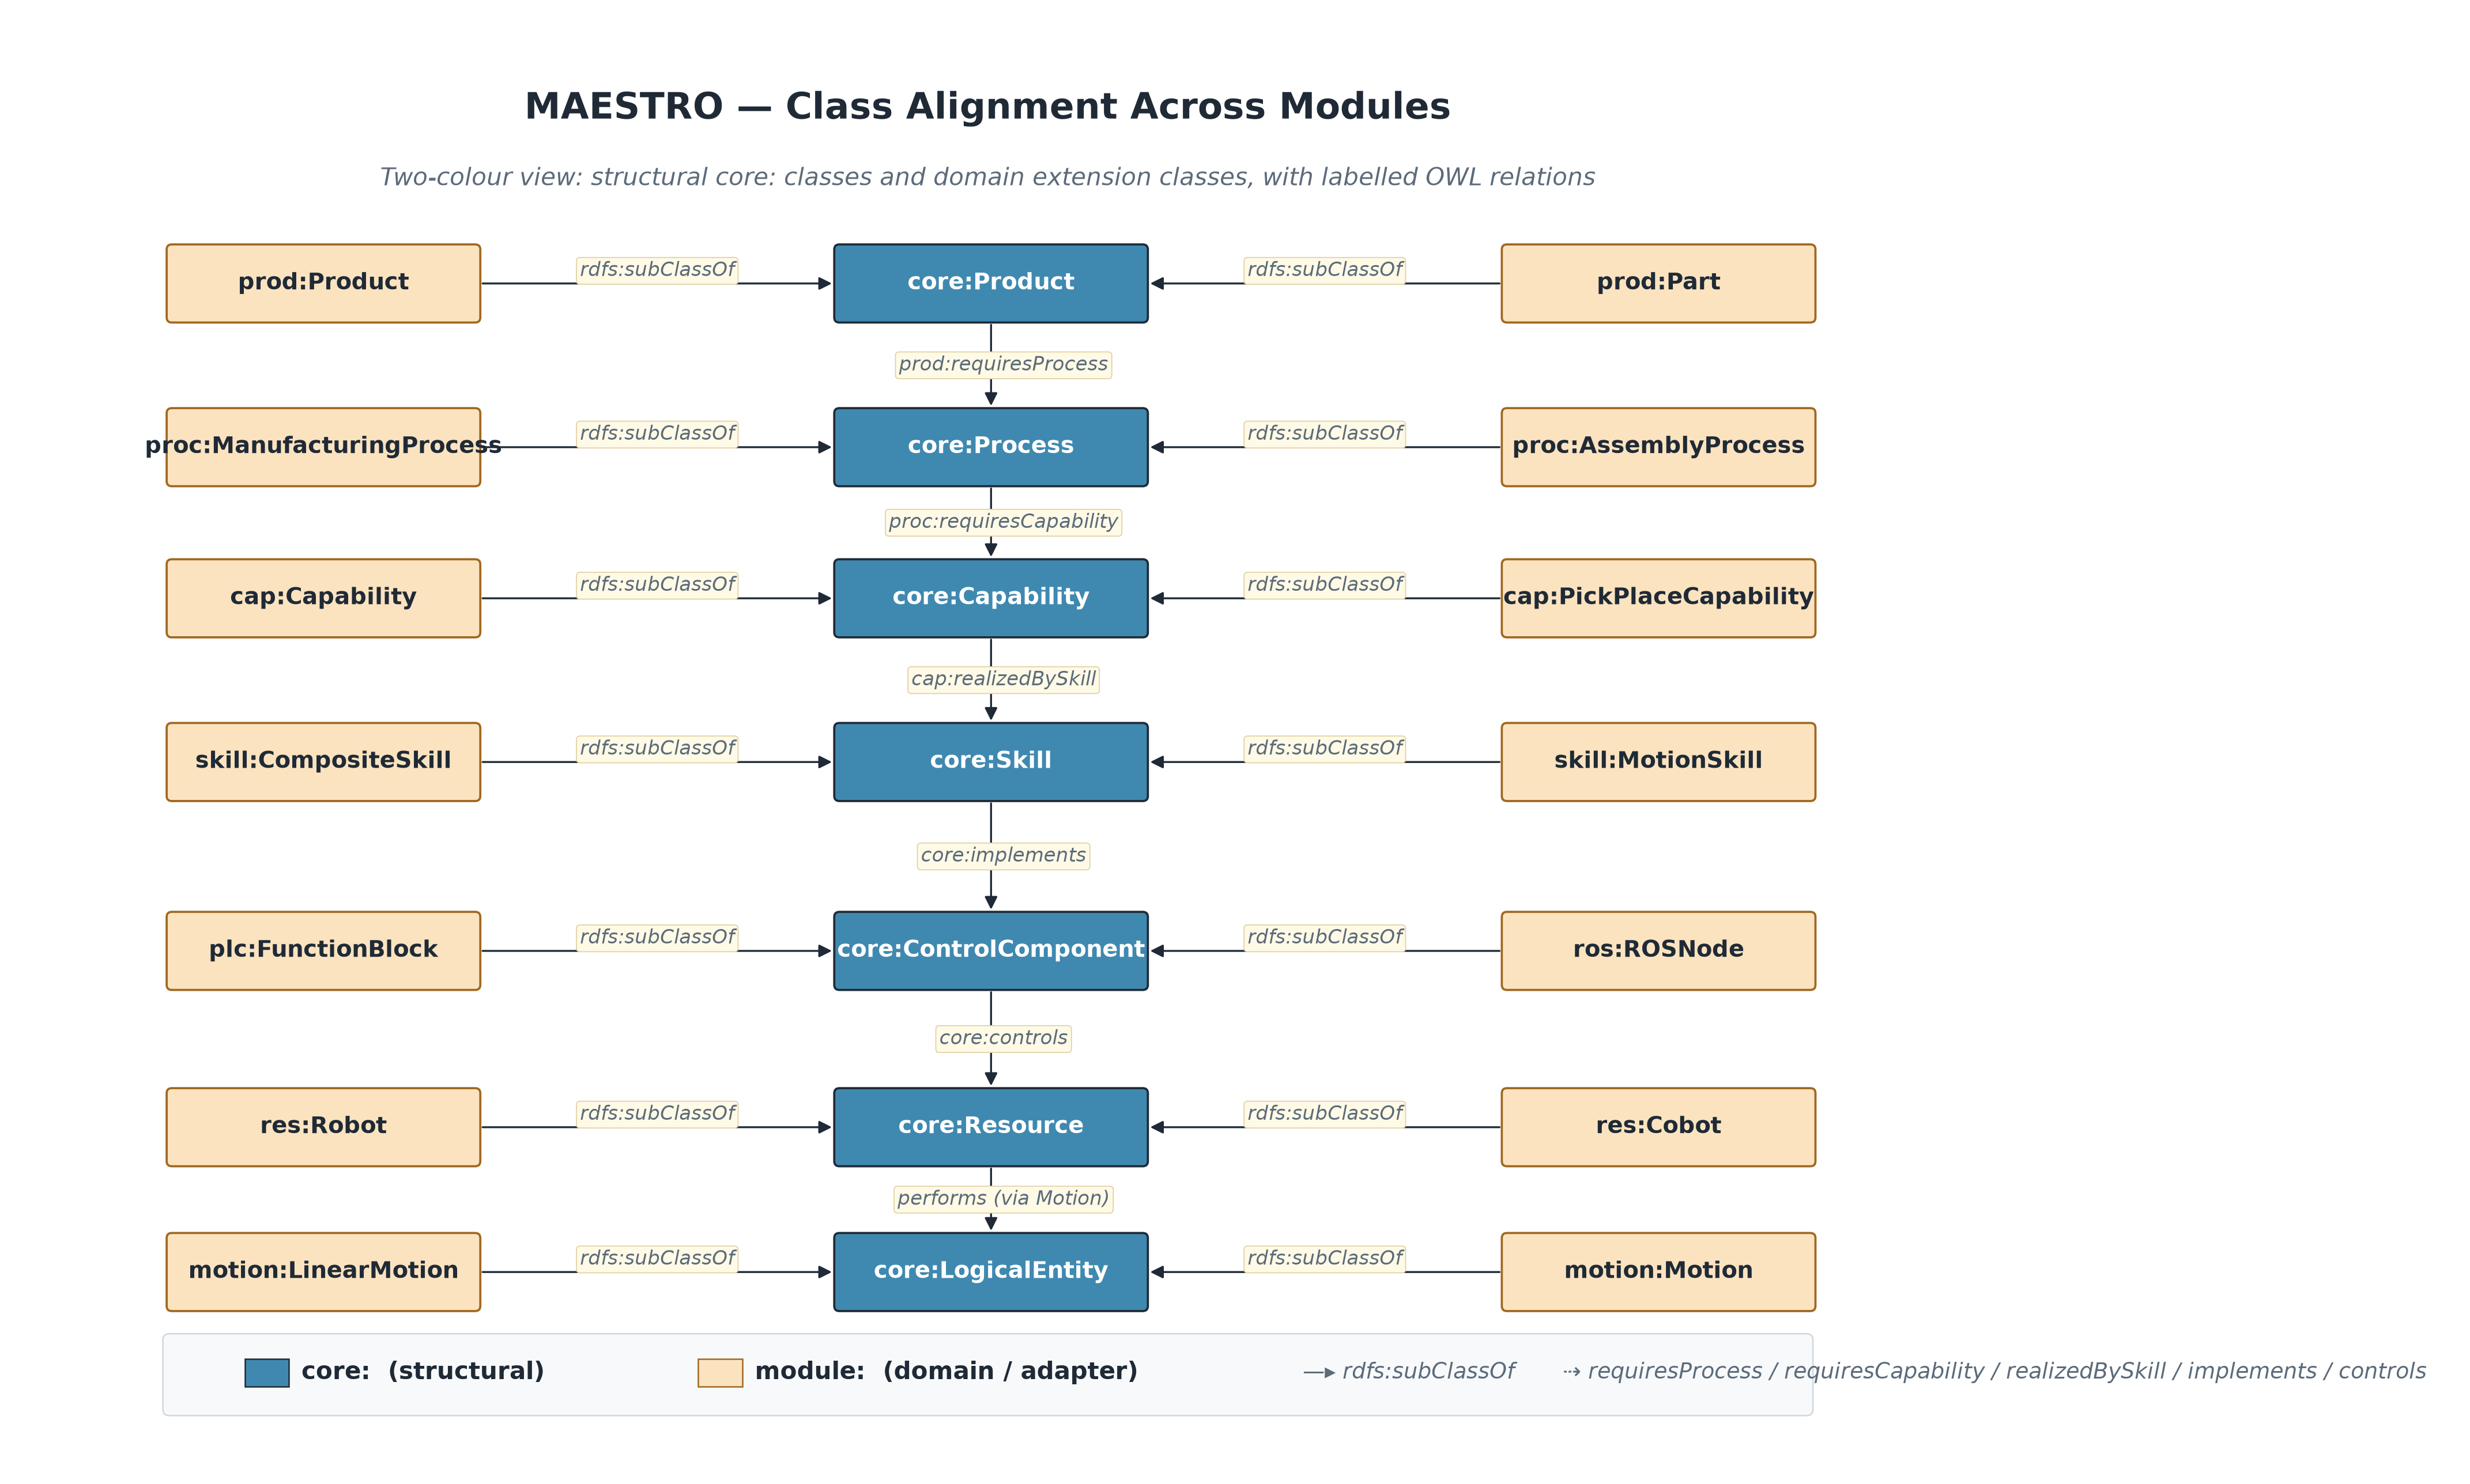 MAESTRO — Class Alignment Across Modules
Two-colour view: structural core: classes and domain extension classes, with labelled OWL relations
prod:Product
rdfs:subClassOf
core:Product
rdfs:subClassOf
prod:Part
prod:requiresProcess
proc:ManufacturingProcess
rdfs:subClassOf
core:Process
rdfs:subClassOf
proc:AssemblyProcess
proc:requiresCapability
cap:Capability
rdfs:subClassOf
core:Capability
rdfs:subClassOf
cap:PickPlaceCapability
cap:realizedBySkill
skill:CompositeSkill
rdfs:subClassOf
core:Skill
rdfs:subClassOf
skill:MotionSkill
core:implements
plc:FunctionBlock
rdfs:subClassOf
core:ControlComponent
rdfs:subClassOf
ros:ROSNode
core:controls
res:Robot
rdfs:subClassOf
core:Resource
rdfs:subClassOf
res:Cobot
performs (via Motion)
motion:LinearMotion
rdfs:subClassOf
core:LogicalEntity
rdfs:subClassOf
motion:Motion
core: (structural)
module: (domain / adapter)
—▸ rdfs:subClassOf
⇢ requiresProcess / requiresCapability / realizedBySkill / implements / controls